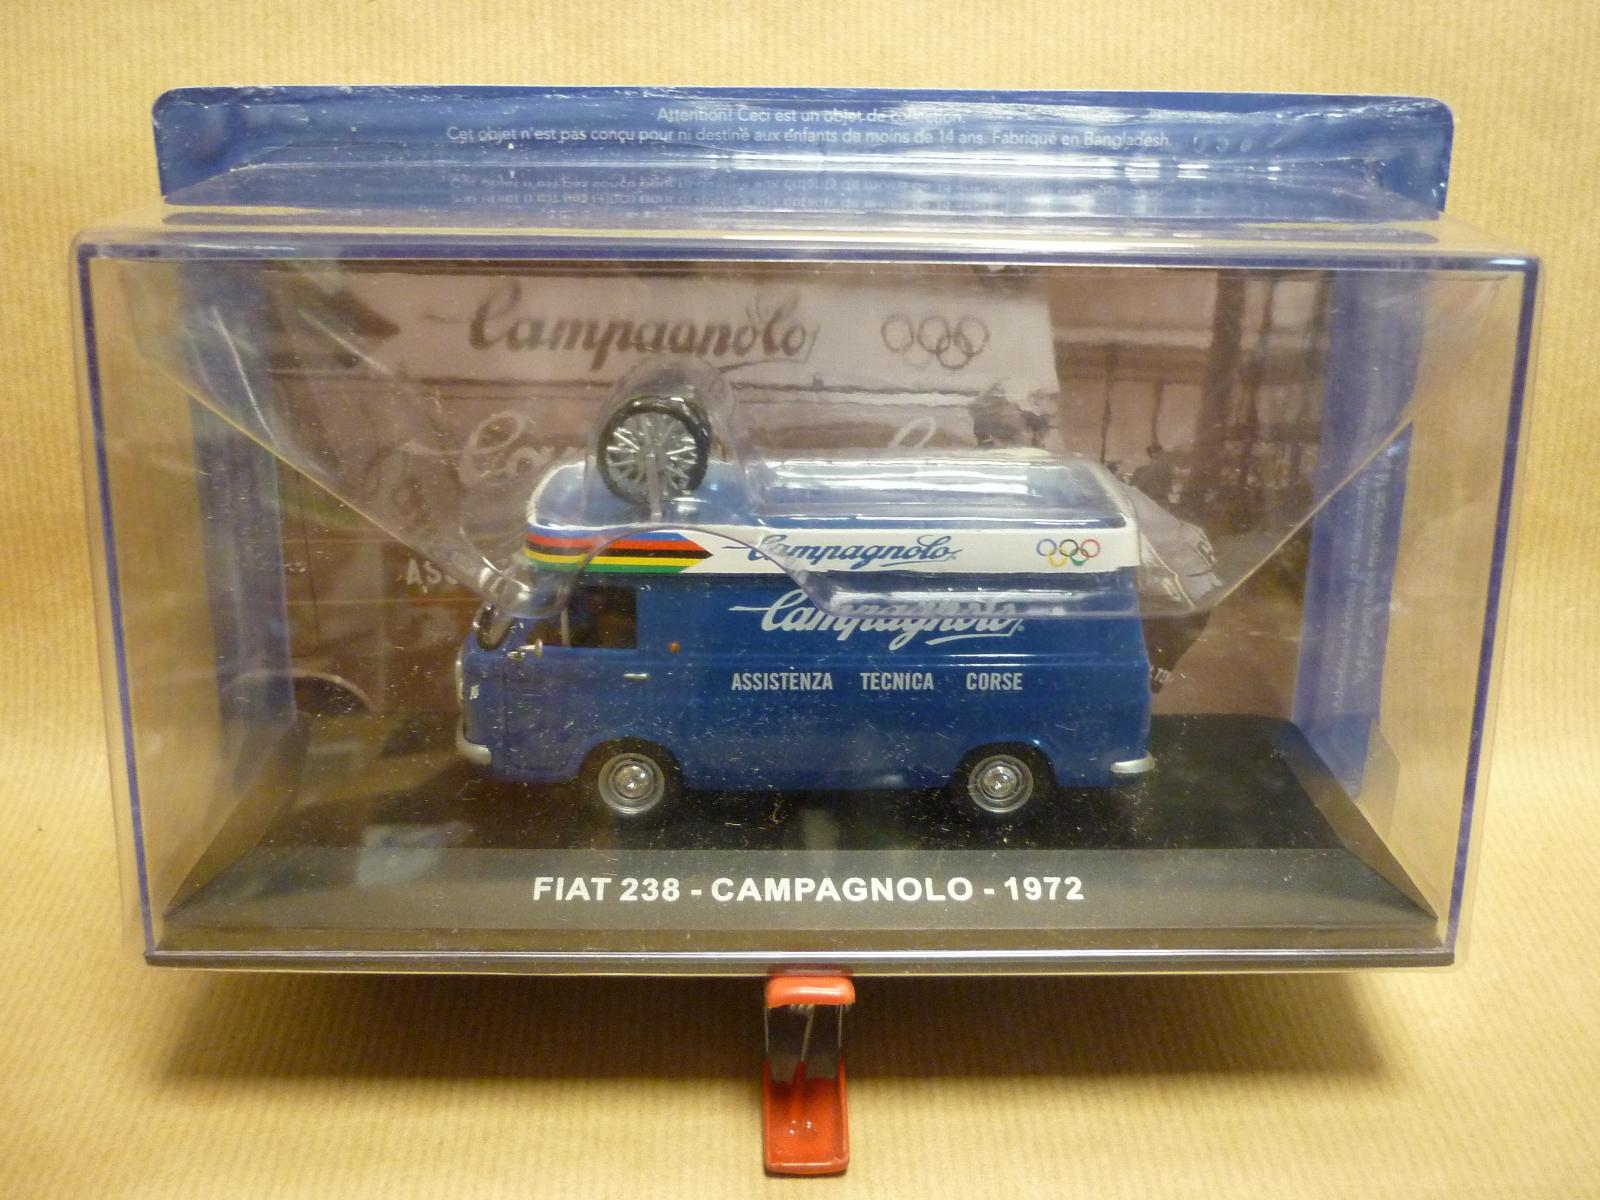 Attention! Ceci est un objet de collection.
Cet objet n'est pas conçu pour ni destiné aux enfants de moins de 14 ans. Fabriqué en Bangladesh.
Campagnolo
Campagnolo
Campagnolo
ASSISTENZA TECNICA CORSE
FIAT 238 - CAMPAGNOLO - 1972